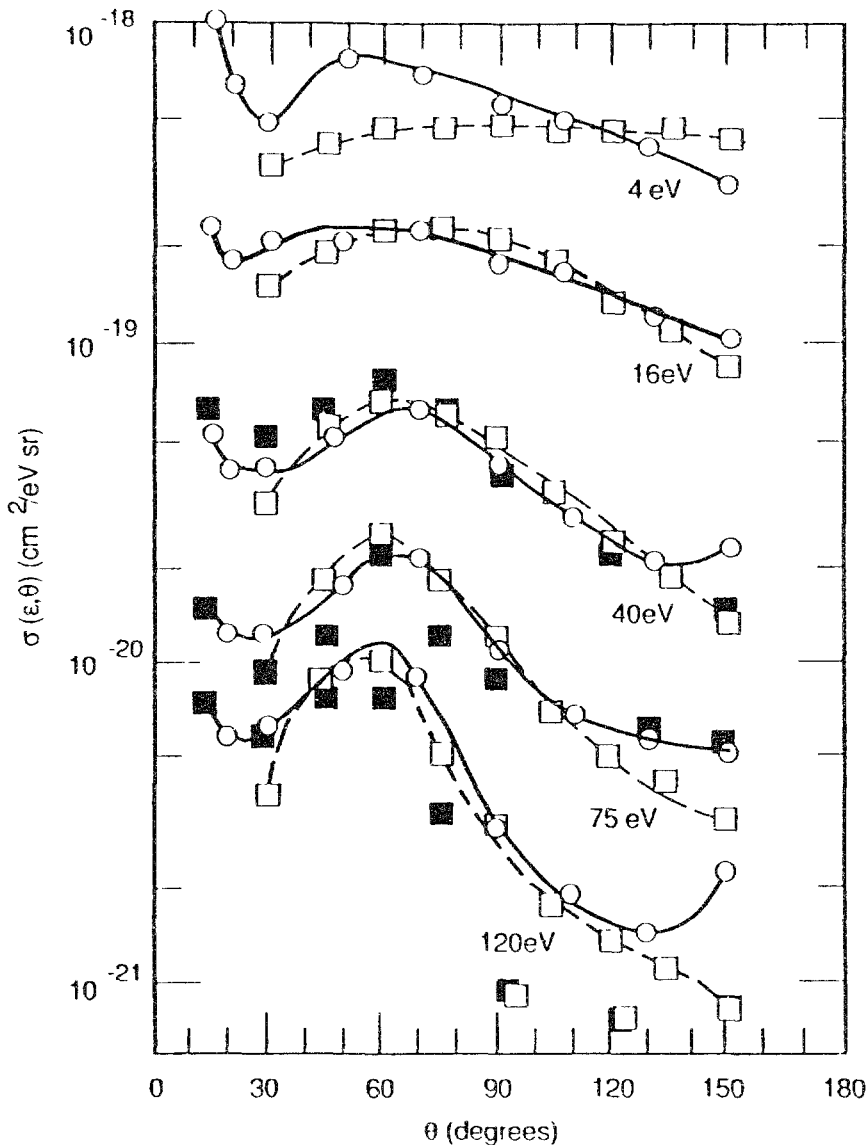 10 -18
4 eV
10 -19
16eV
σ (ε,θ) (cm 2/eV sr)
40eV
10 -20
75 eV
120eV
10 -21
0 30 60 90 120 150 180
θ (degrees)